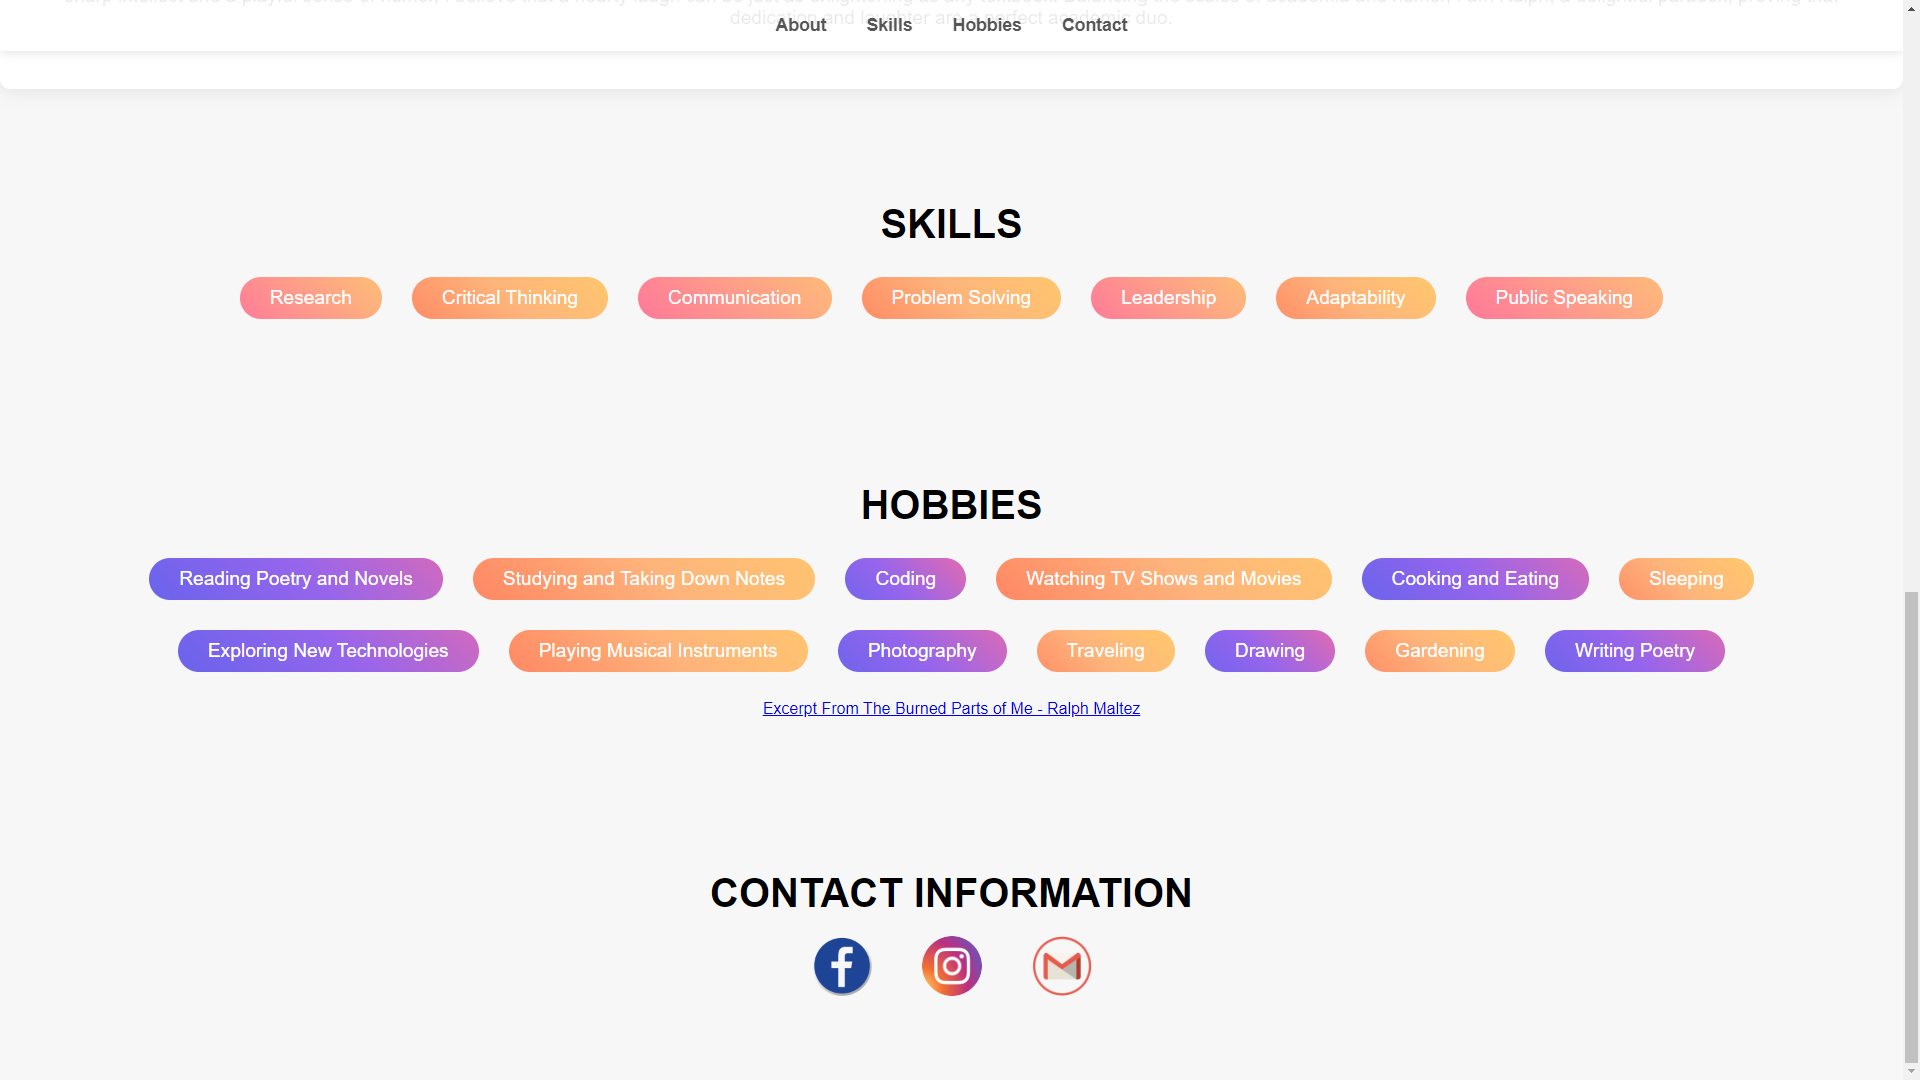 sharp intellect and a playful sense of humor, I believe that a hearty laugh can be just as enlightening as any textbook. Balancing the scales of academia and humor, I am Ralph, a delightful paradox, proving that
dedication and laughter are a perfect academic duo.
About Skills Hobbies Contact
SKILLS
Research Critical Thinking Communication Problem Solving Leadership Adaptability Public Speaking
HOBBIES
Reading Poetry and Novels Studying and Taking Down Notes Coding Watching TV Shows and Movies Cooking and Eating Sleeping
Exploring New Technologies Playing Musical Instruments Photography Traveling Drawing Gardening Writing Poetry
Excerpt From The Burned Parts of Me - Ralph Maltez
CONTACT INFORMATION